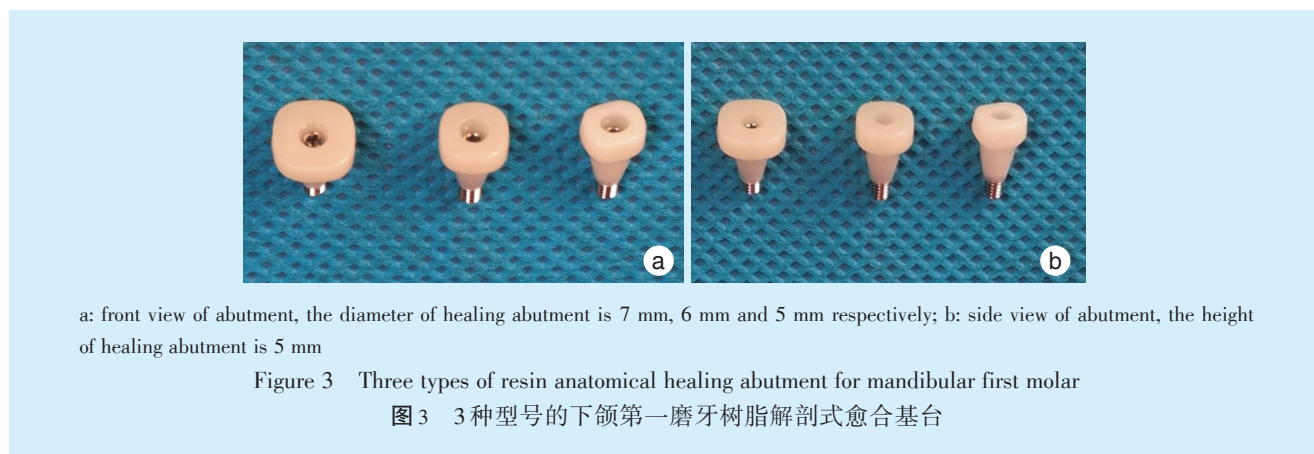 a
b
a: front view of abutment, the diameter of healing abutment is 7 mm, 6 mm and 5 mm respectively; b: side view of abutment, the height
of healing abutment is 5 mm
Figure 3 Three types of resin anatomical healing abutment for mandibular first molar
图3 3种型号的下颌第一磨牙树脂解剖式愈合基台